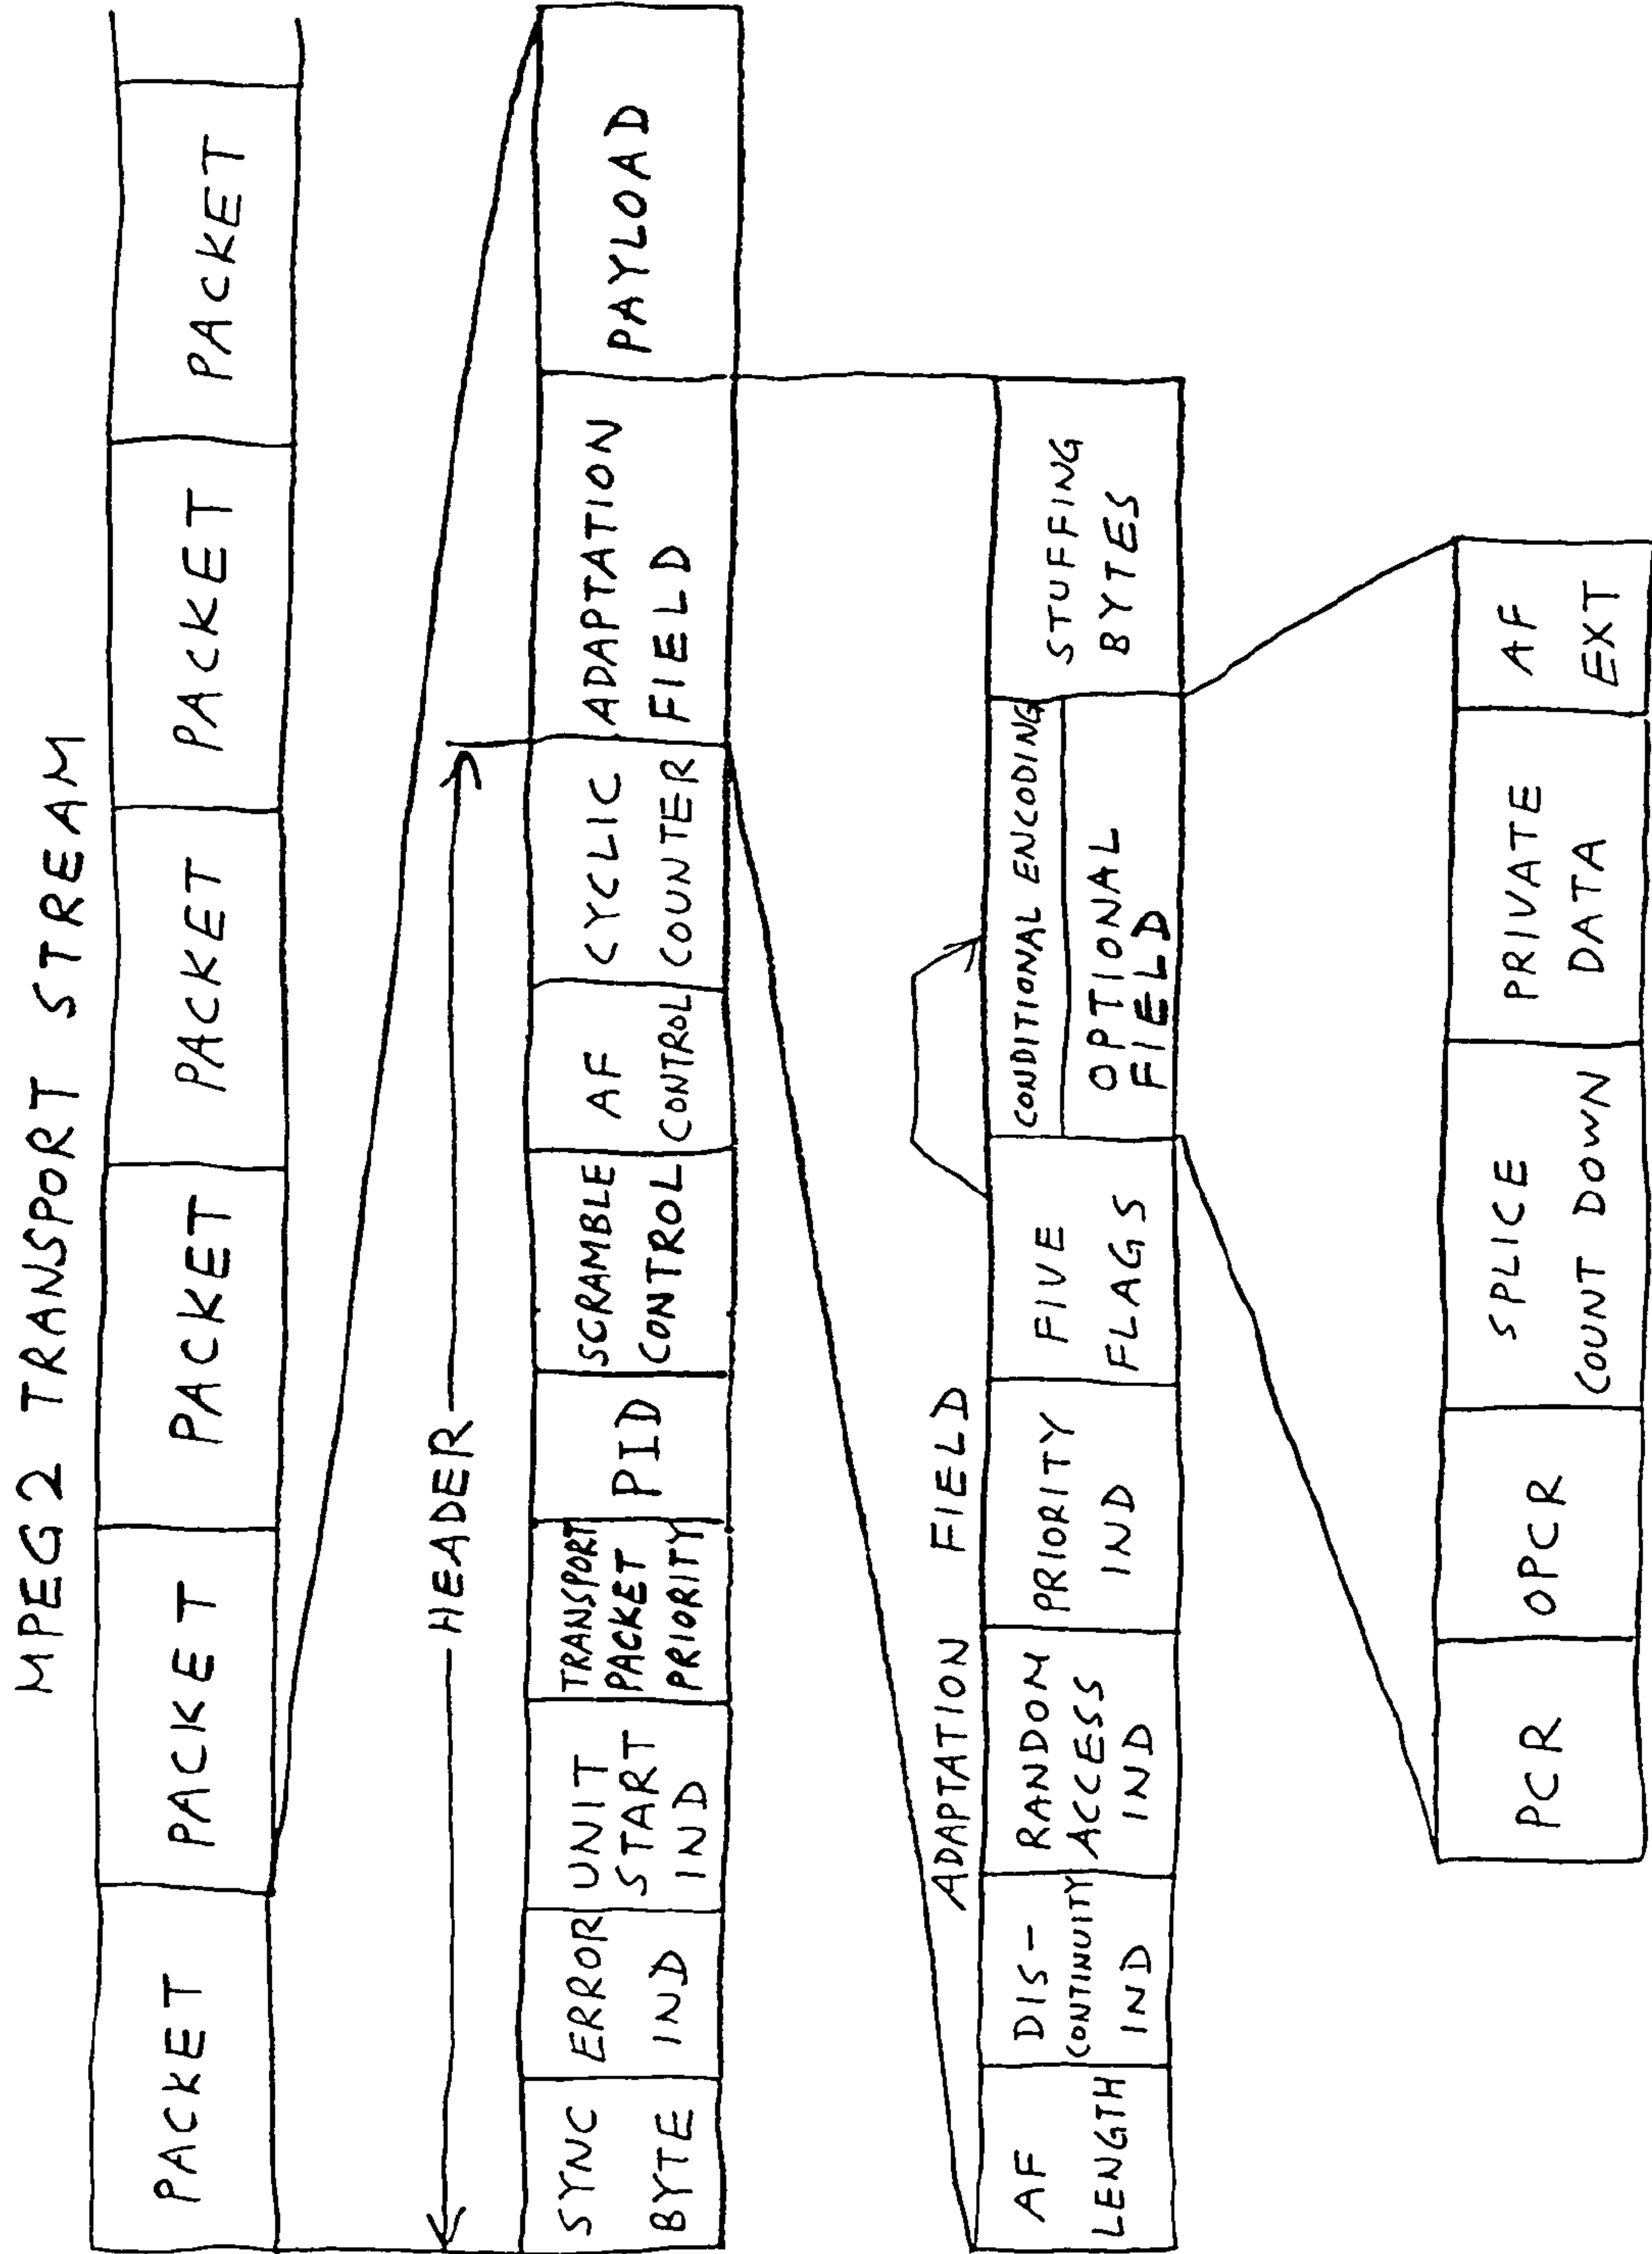 MPEG2 TRANSPORT STREAM
PACKET
PACKET
PACKET
PACKET
PACKET
PACKET
HEADER
SYNC
BYTE
ERROR
IND
UNIT
START
IND
TRANSPORT
PACKET
PRIORITY
PID
SCRAMBLE
CONTROL
AF
CONTROL
CYCLIC
COUNTER
ADAPTATION
FIELD
PAYLOAD
ADAPTATION FIELD
AF
LENGTH
DIS-
CONTINUITY
IND
RANDOM
ACCESS
IND
PRIORITY
IND
FIVE
FLAGS
CONDITIONAL ENCODING
OPTIONAL
FIELD
STUFFING
BYTES
PCR
OPCR
SPLICE
COUNT DOWN
PRIVATE
DATA
AF
EXT